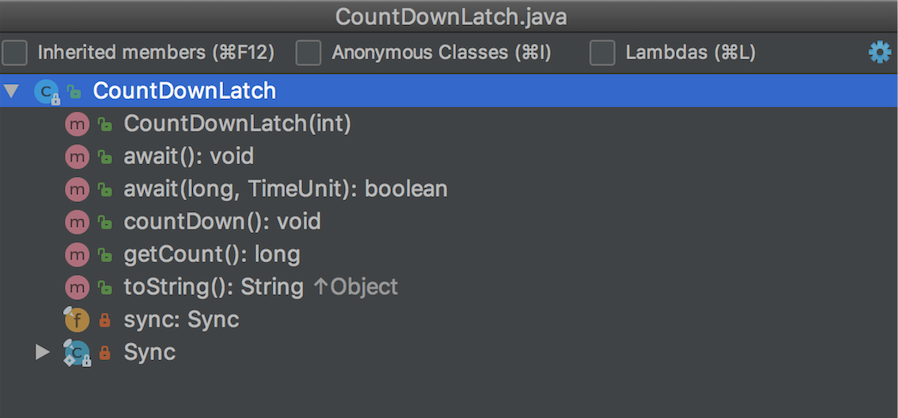 CountDownLatch.java
Inherited members (⌘F12) Anonymous Classes (⌘I) Lambdas (⌘L)
C CountDownLatch
m CountDownLatch(int)
m await(): void
m await(long, TimeUnit): boolean
m countDown(): void
m getCount(): long
m toString(): String ↑Object
f sync: Sync
C Sync